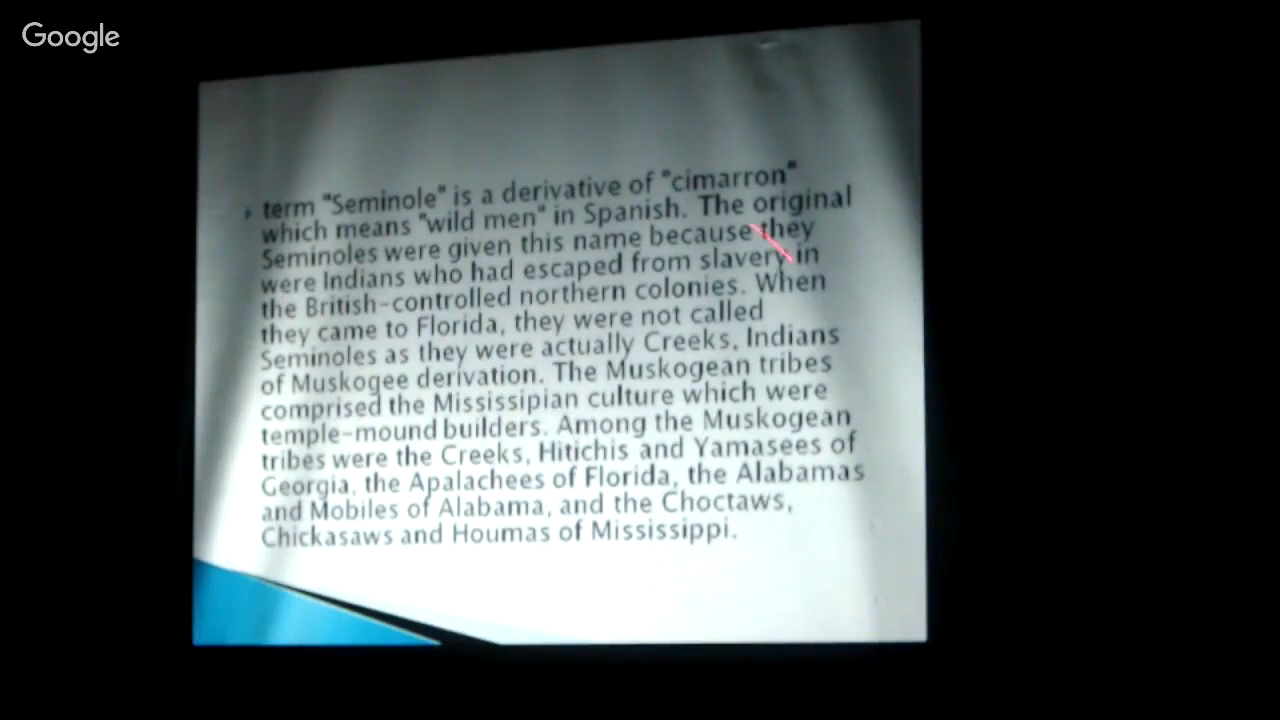 Google
term "Seminole" is a derivative of "cimarron"
which means "wild men" in Spanish. The original
Seminoles were given this name because they
were Indians who had escaped from slavery in
the British-controlled northern colonies. When
they came to Florida, they were not called
Seminoles as they were actually Creeks, Indians
of Muskogee derivation. The Muskogean tribes
comprised the Mississipian culture which were
temple-mound builders. Among the Muskogean
tribes were the Creeks, Hitichis and Yamasees of
Georgia, the Apalachees of Florida, the Alabamas
and Mobiles of Alabama, and the Choctaws,
Chickasaws and Houmas of Mississippi.